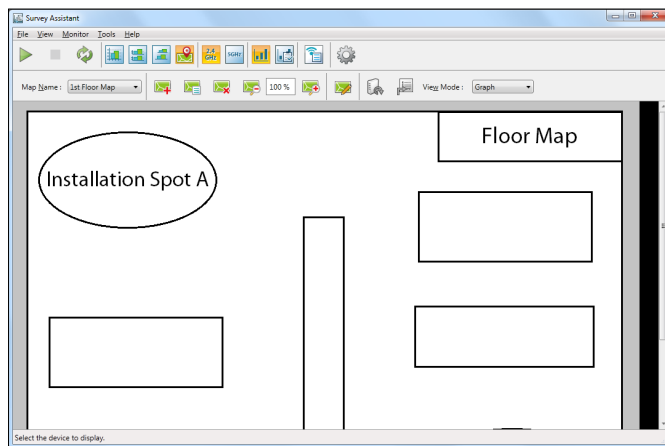 Survey Assistant
File View Monitor Tools Help
2.4 GHz 5GHz
Map Name : 1st Floor Map 100 % View Mode : Graph
Floor Map
Installation Spot A
Select the device to display.